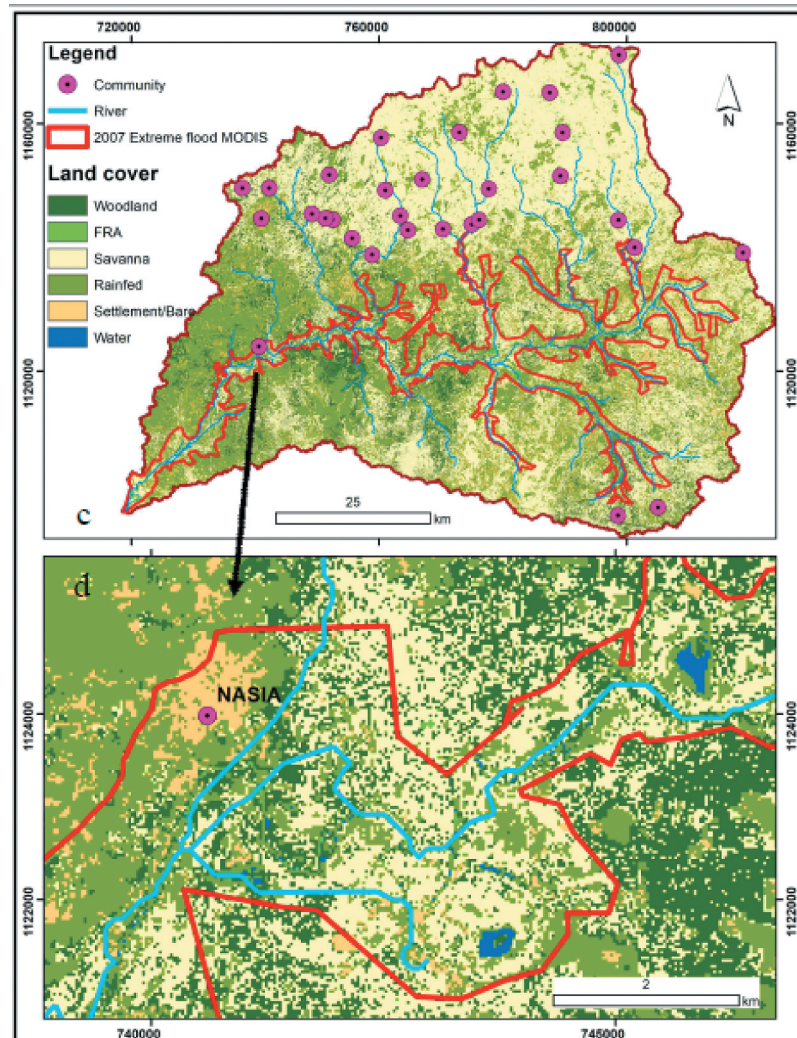 720000 760000 800000
Legend
Community
River
2007 Extreme flood MODIS
Land cover
Woodland
FRA
Savanna
Rainfed
Settlement/Bare
Water
N
1160000 1160000
1120000 1120000
25
km
c
d
NASIA
1124000 1124000
1122000 1122000
2
km
740000 745000